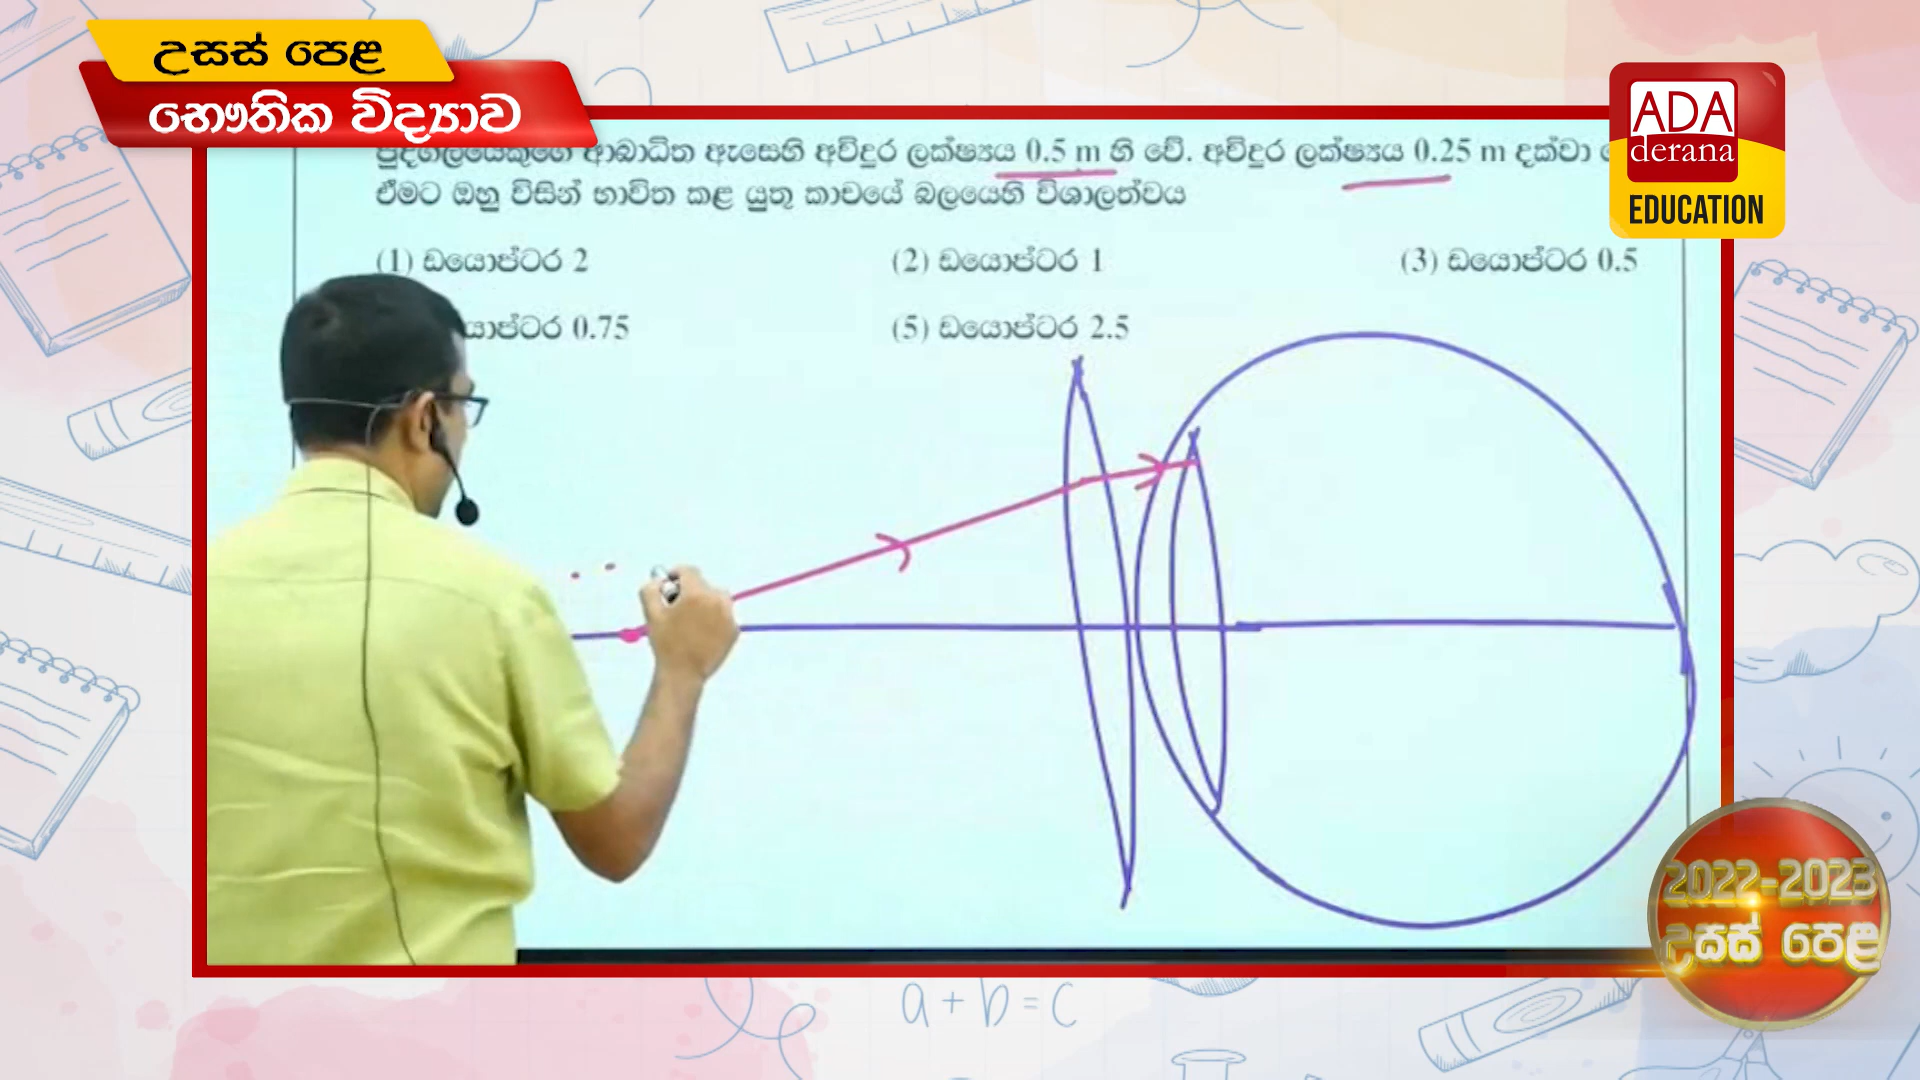 උසස් පෙළ
භෞතික විද්‍යාව
ADA
derana
EDUCATION
පුද්ගලයෙකුගේ ආබාධිත ඇසෙහි අවිදුර ලක්ෂ්‍යය 0.5 m හි වේ. අවිදුර ලක්ෂ්‍යය 0.25 m දක්වා
ඒමට ඔහු විසින් භාවිත කළ යුතු කාචයේ බලයෙහි විශාලත්වය
(1) ඩයොප්ටර 2 (2) ඩයොප්ටර 1 (3) ඩයොප්ටර 0.5
0.75 (5) ඩයොප්ටර 2.5
2022-2023
උසස් පෙළ
a + b = c